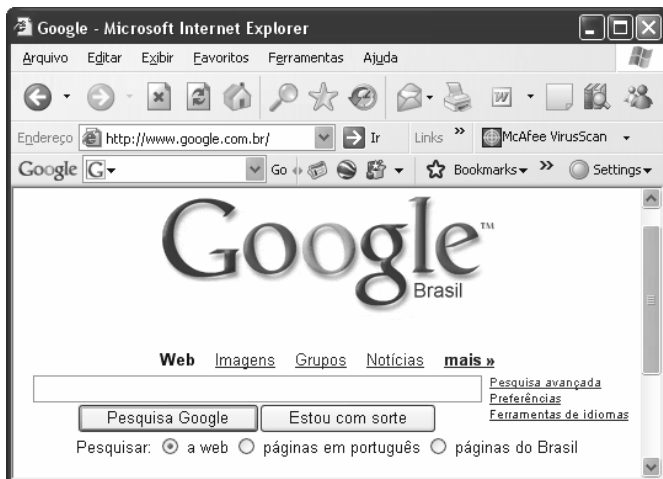 Google - Microsoft Internet Explorer
Arquivo Editar Exibir Favoritos Ferramentas Ajuda
Endereço http://www.google.com.br/ Ir Links » McAfee VirusScan
Google G Go Bookmarks » Settings
Google™
Brasil
Web Imagens Grupos Notícias mais »
Pesquisa avançada
Preferências
Ferramentas de idiomas
Pesquisa Google Estou com sorte
Pesquisar: a web páginas em português páginas do Brasil